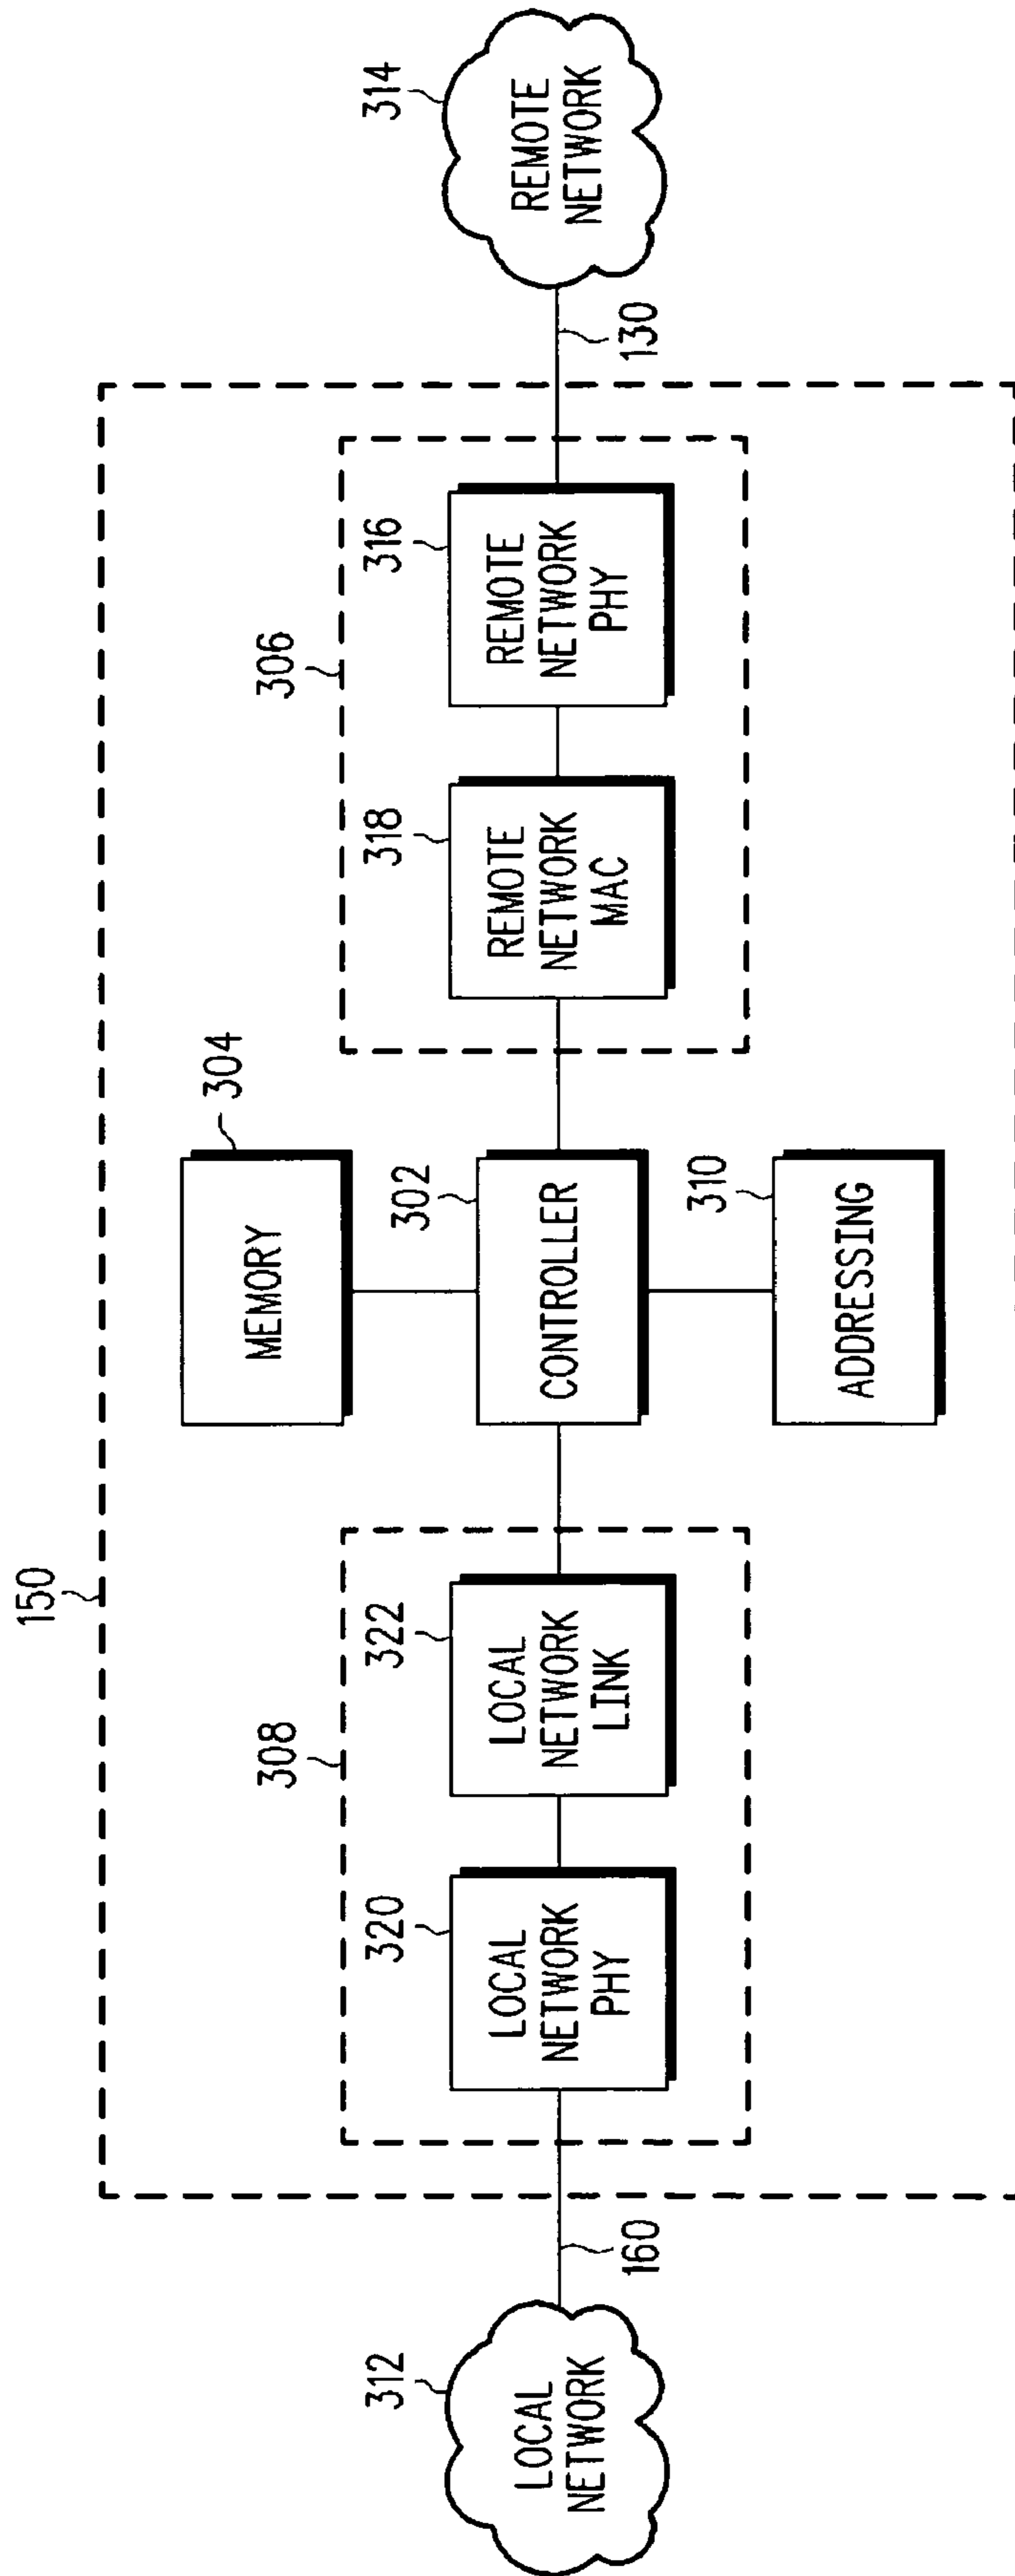 150
304
MEMORY
308
306
312
320
322
302
318
316
314
LOCAL
NETWORK
LOCAL
NETWORK
PHY
LOCAL
NETWORK
LINK
CONTROLLER
REMOTE
NETWORK
MAC
REMOTE
NETWORK
PHY
REMOTE
NETWORK
160
130
310
ADDRESSING